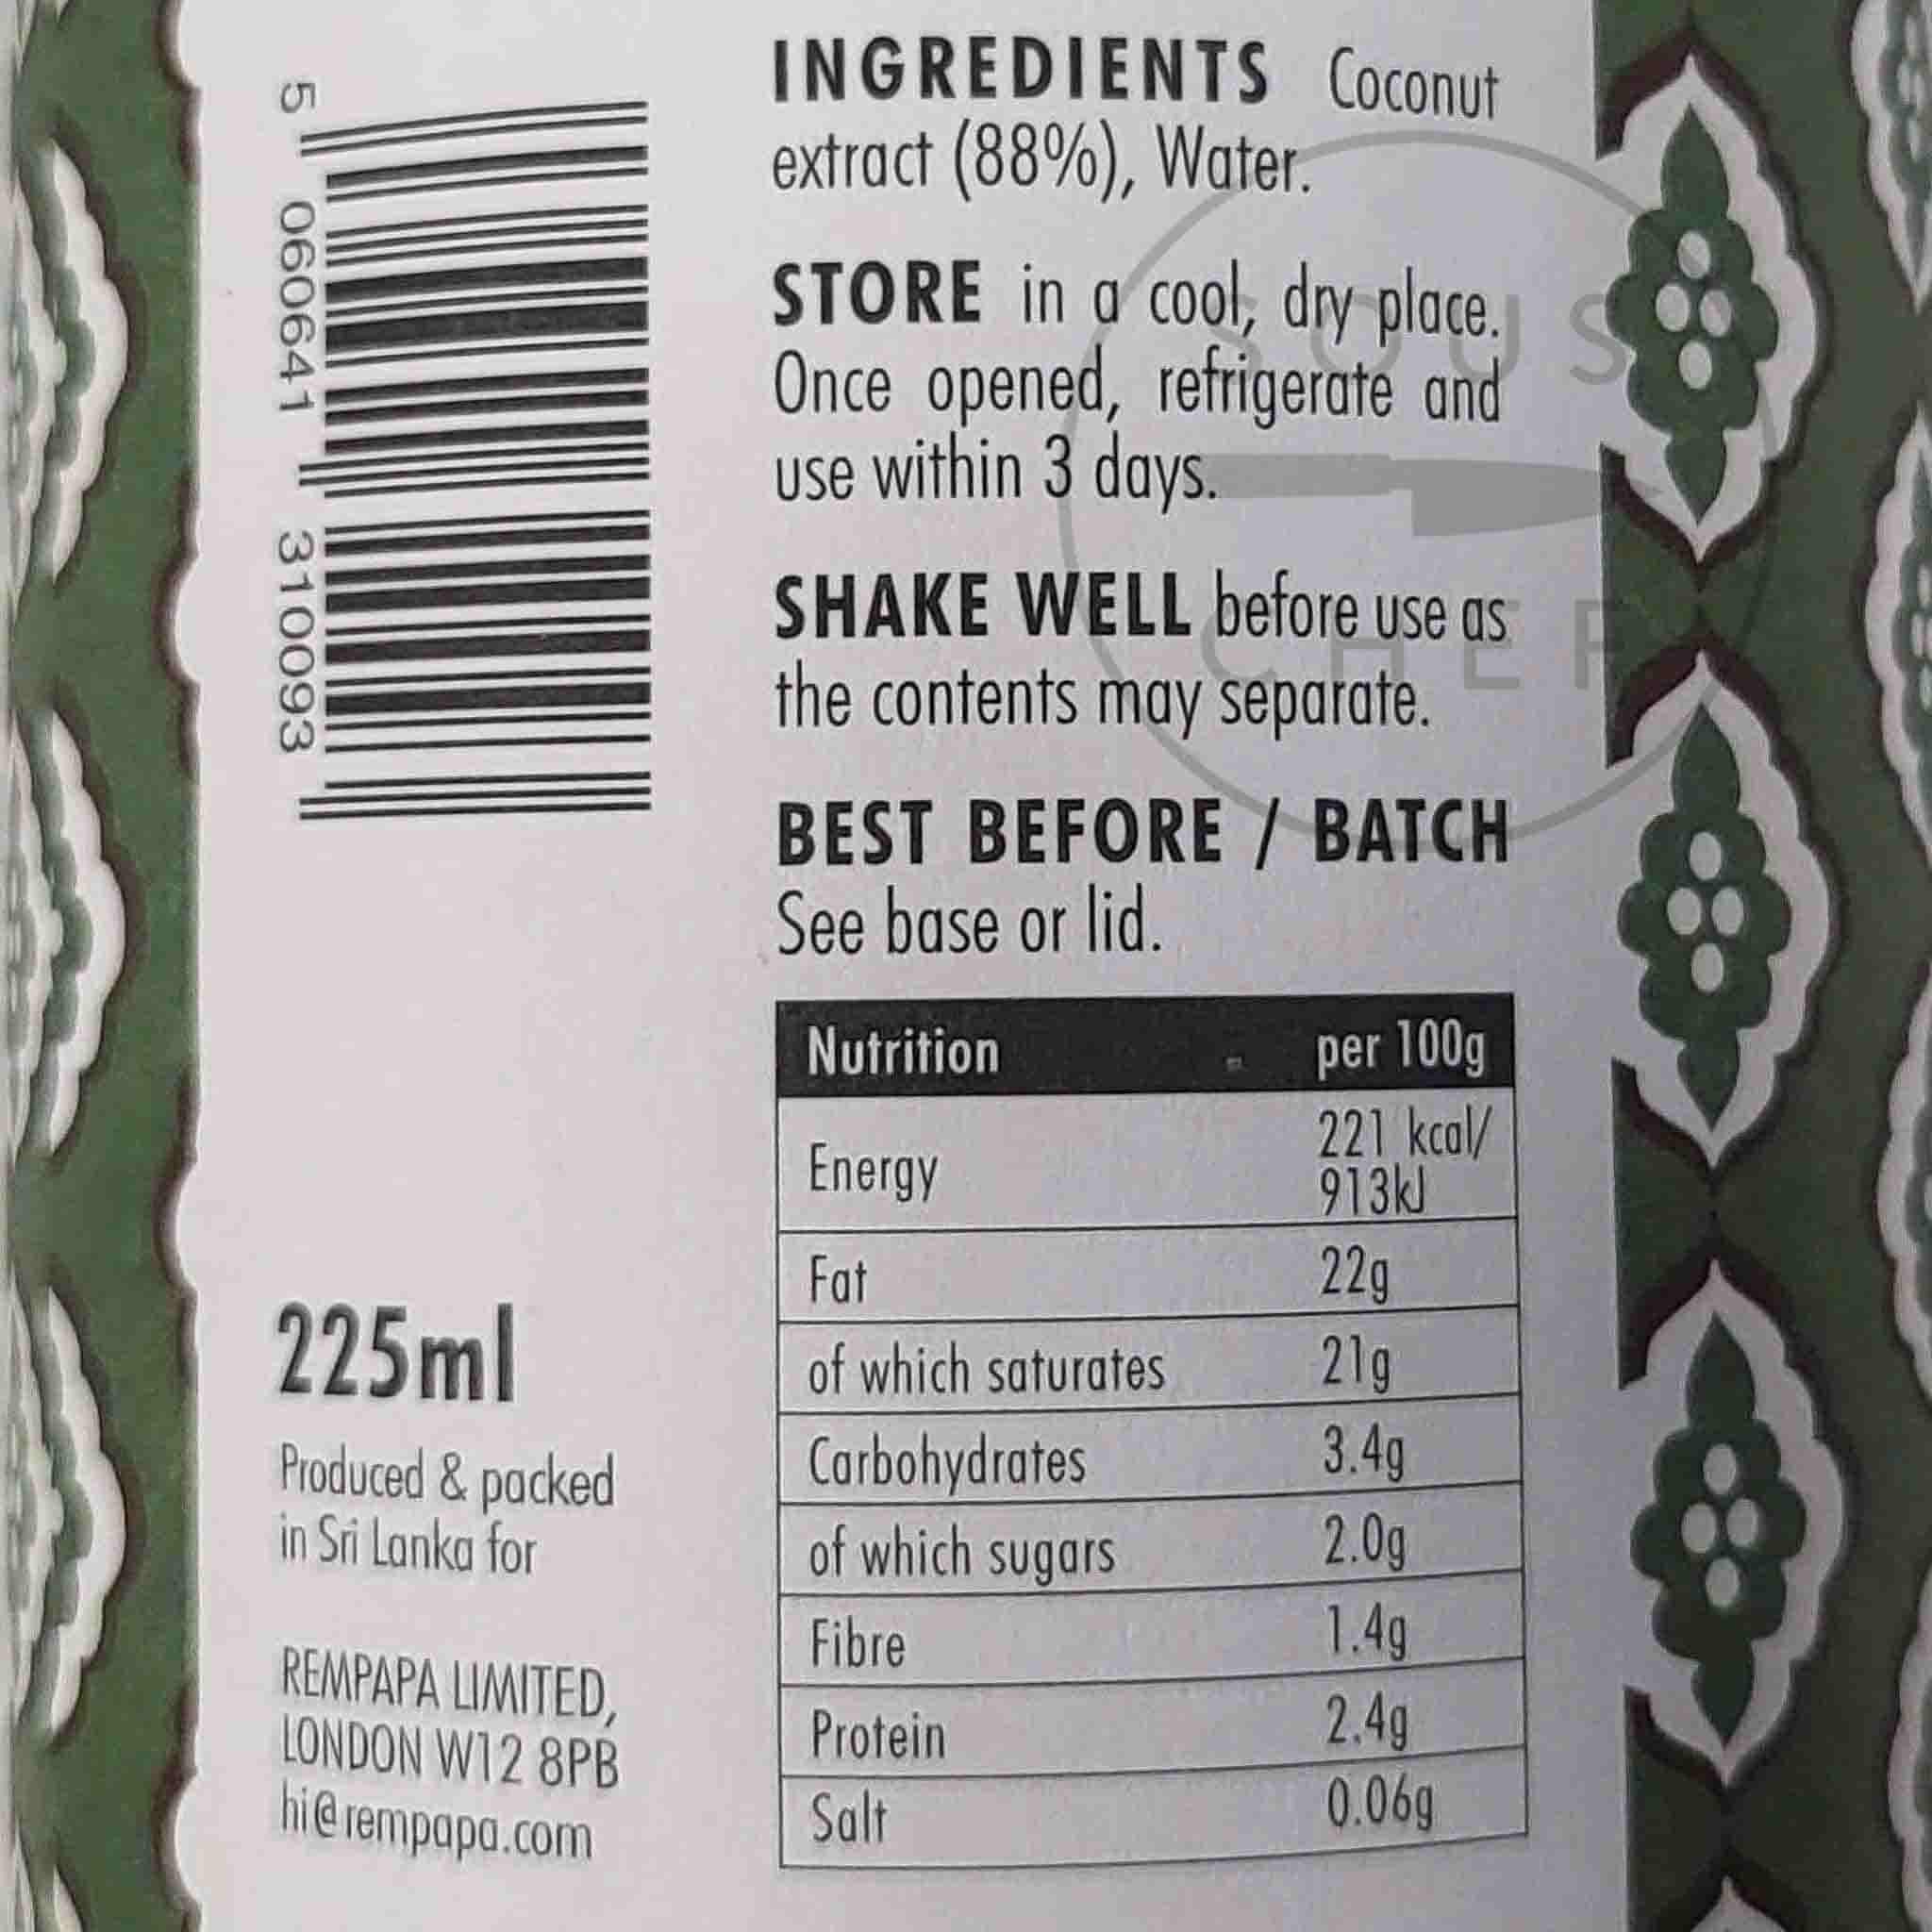 5 060641 310093
INGREDIENTS Coconut
extract (88%), Water.
STORE in a cool, dry place.
Once opened, refrigerate and
use within 3 days.
SHAKE WELL before use as
the contents may separate.
BEST BEFORE / BATCH
See base or lid.
Nutrition per 100g
Energy 221 kcal/
913kJ
Fat 22g
of which saturates 21g
Carbohydrates 3.4g
of which sugars 2.0g
Fibre 1.4g
Protein 2.4g
Salt 0.06g
225ml
Produced & packed
in Sri Lanka for
REMPAPA LIMITED,
LONDON W12 8PB
hi@rempapa.com
SOUS
CHEF